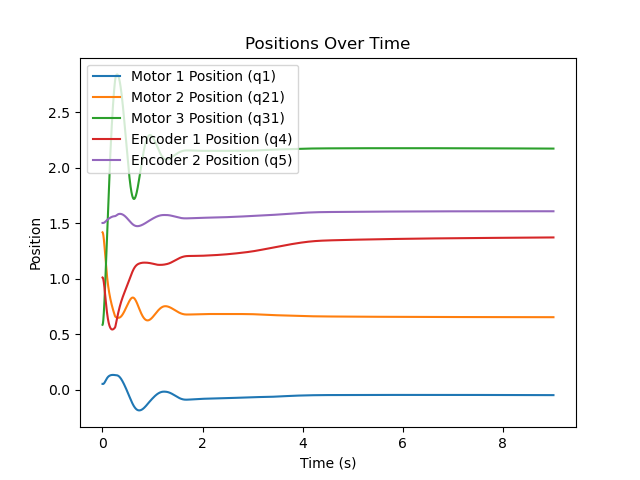 Positions Over Time
Motor 1 Position (q1)
Motor 2 Position (q21)
Motor 3 Position (q31)
Encoder 1 Position (q4)
Encoder 2 Position (q5)
2.5
2.0
1.5
1.0
0.5
0.0
Position
0 2 4 6 8
Time (s)